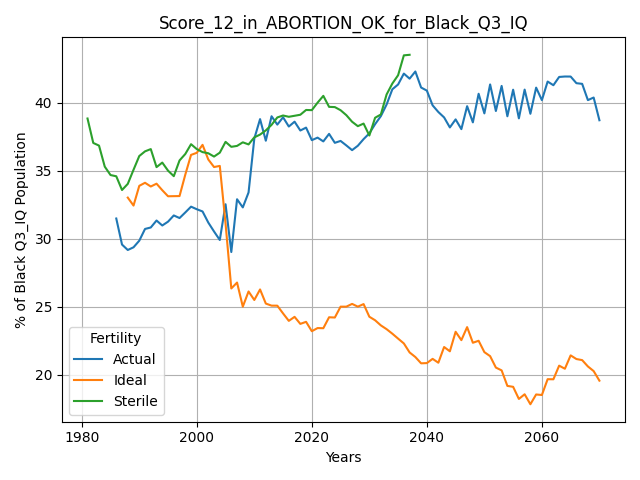 Score_12_in_ABORTION_OK_for_Black_Q3_IQ
% of Black Q3_IQ Population
40
35
30
25
20
Fertility
Actual
Ideal
Sterile
1980
2000
2020
2040
2060
Years